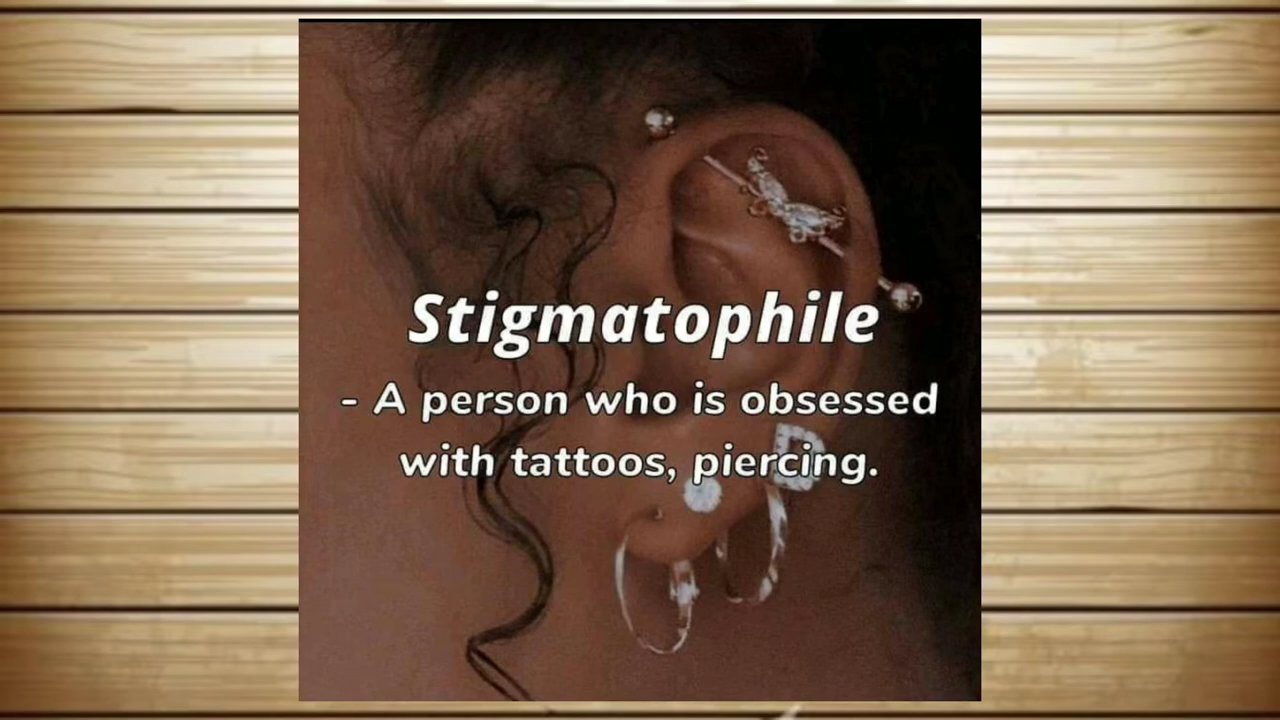 Stigmatophile
- A person who is obsessed
with tattoos, piercing.